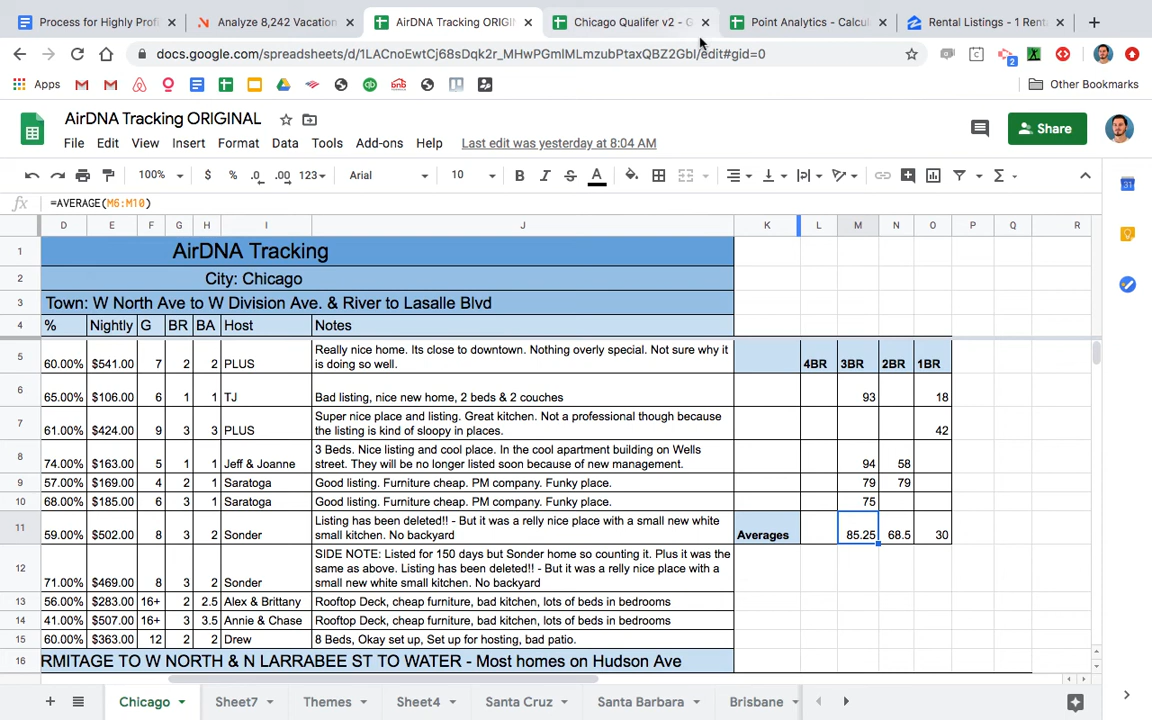 Process for Highly Profi
Analyze 8,242 Vacation
AirDNA Tracking ORIGIN
Chicago Qualifer v2 - G
Point Analytics - Calcul
Rental Listings - 1 Rent
docs.google.com/spreadsheets/d/1LACnoEwtCj68sDqk2r_MHwPGmIMLmzubPtaxQBZ2GbI/edit#gid=0
2
Apps
bnb
Other Bookmarks
AirDNA Tracking ORIGINAL
Share
File Edit View Insert Format Data Tools Add-ons Help Last edit was yesterday at 8:04 AM
100% $ % .0 .00 123 Arial 10 B I S A
fx =AVERAGE(M6:M10)
D E F G H I J K L M N O P Q R
1 AirDNA Tracking
2 City: Chicago
3 Town: W North Ave to W Division Ave. & River to Lasalle Blvd
4 % Nightly G BR BA Host Notes
5 60.00% $541.00 7 2 2 PLUS Really nice home. Its close to downtown. Nothing overly special. Not sure why it
is doing so well. 4BR 3BR 2BR 1BR
6 65.00% $106.00 6 1 1 TJ Bad listing, nice new home, 2 beds & 2 couches 93 18
7 61.00% $424.00 9 3 3 PLUS Super nice place and listing. Great kitchen. Not a professional though because
the listing is kind of sloopy in places. 42
8 74.00% $163.00 5 1 1 Jeff & Joanne 3 Beds. Nice listing and cool place. In the cool apartment building on Wells
street. They will be no longer listed soon because of new management. 94 58
9 57.00% $169.00 4 2 1 Saratoga Good listing. Furniture cheap. PM company. Funky place. 79 79
10 68.00% $185.00 6 3 1 Saratoga Good listing. Furniture cheap. PM company. Funky place. 75
11 59.00% $502.00 8 3 2 Sonder Listing has been deleted!! - But it was a relly nice place with a small new white
small kitchen. No backyard Averages 85.25 68.5 30
12 71.00% $469.00 8 3 2 Sonder SIDE NOTE: Listed for 150 days but Sonder home so counting it. Plus it was the
same as above. Listing has been deleted!! - But it was a relly nice place with a
small new white small kitchen. No backyard
13 56.00% $283.00 16+ 2 2.5 Alex & Brittany Rooftop Deck, cheap furniture, bad kitchen, lots of beds in bedrooms
14 41.00% $507.00 16+ 3 3.5 Annie & Chase Rooftop Deck, cheap furniture, bad kitchen, lots of beds in bedrooms
15 60.00% $363.00 12 2 2 Drew 8 Beds, Okay set up, Set up for hosting, bad patio.
16 RMITAGE TO W NORTH & N LARRABEE ST TO WATER - Most homes on Hudson Ave
Chicago Sheet7 Themes Sheet4 Santa Cruz Santa Barbara Brisbane